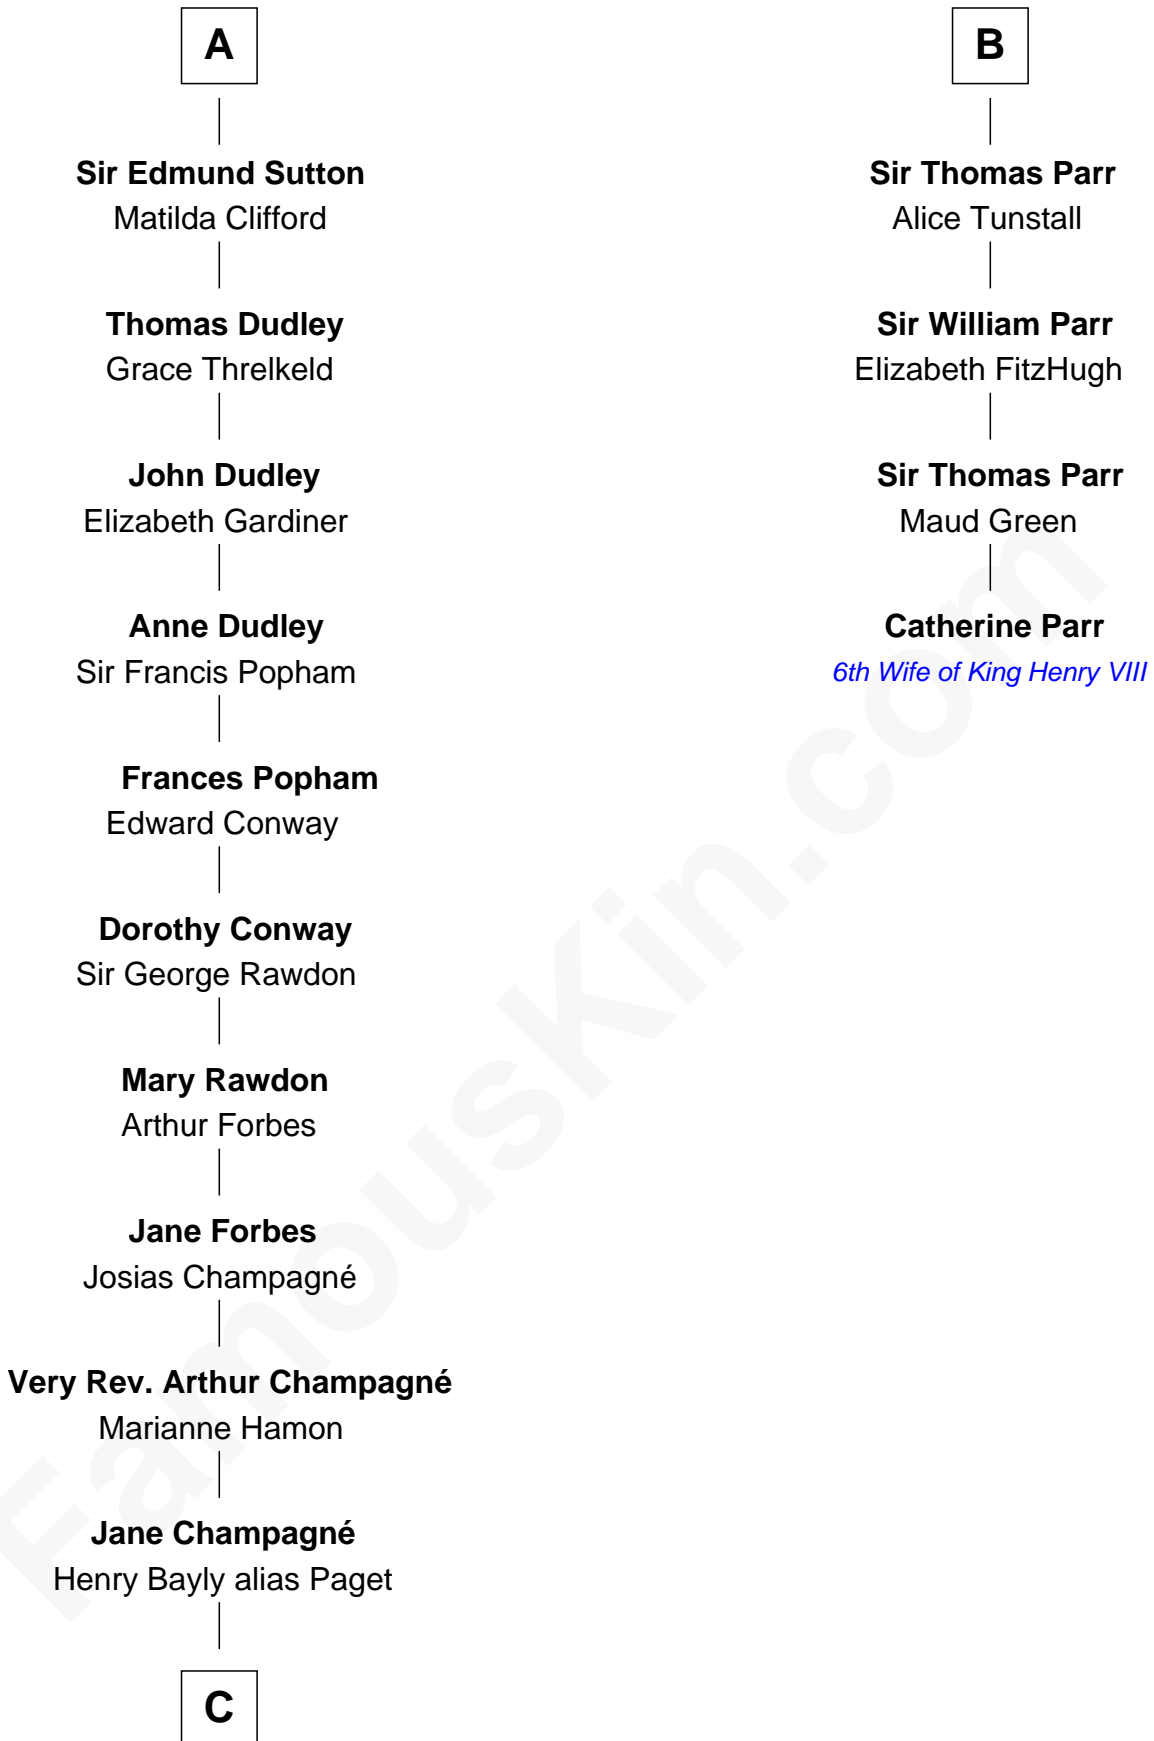 A
Sir Edmund Sutton
Matilda Clifford
Thomas Dudley
Grace Threlkeld
John Dudley
Elizabeth Gardiner
Anne Dudley
Sir Francis Popham
Frances Popham
Edward Conway
Dorothy Conway
Sir George Rawdon
Mary Rawdon
Arthur Forbes
Jane Forbes
Josias Champagné
Very Rev. Arthur Champagné
Marianne Hamon
Jane Champagné
Henry Bayly alias Paget
C
B
Sir Thomas Parr
Alice Tunstall
Sir William Parr
Elizabeth FitzHugh
Sir Thomas Parr
Maud Green
Catherine Parr
6th Wife of King Henry VIII
FamousKin.com